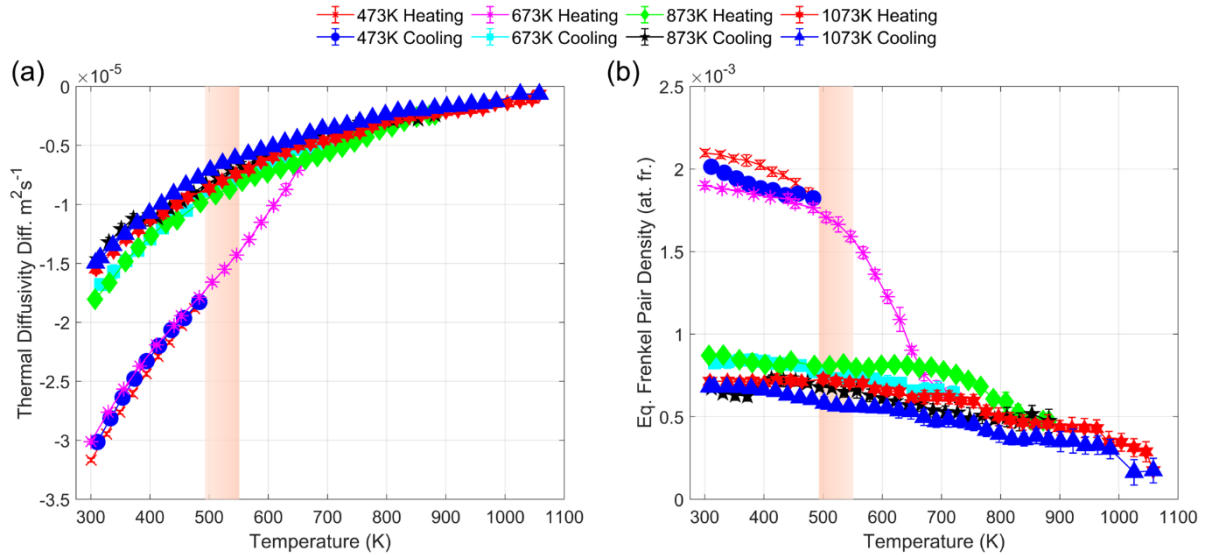 473K Heating 673K Heating 873K Heating 1073K Heating
473K Cooling 673K Cooling 873K Cooling 1073K Cooling
(a)
×10⁻⁵
0
-0.5
-1
-1.5
-2
-2.5
-3
-3.5
Thermal Diffusivity Diff. m²s⁻¹
300 400 500 600 700 800 900 1000 1100
Temperature (K)
(b)
×10⁻³
2.5
2
1.5
1
0.5
0
Eq. Frenkel Pair Density (at. fr.)
300 400 500 600 700 800 900 1000 1100
Temperature (K)